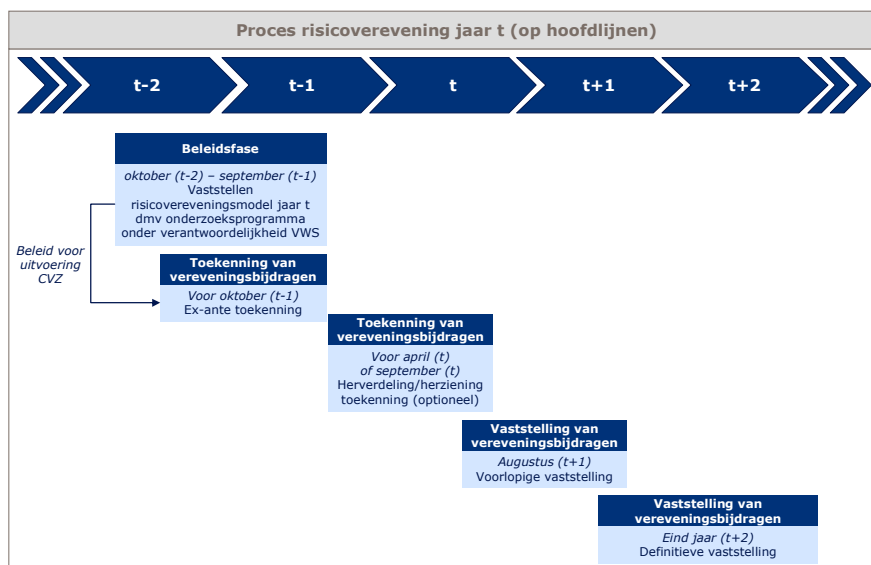 Proces risicoverevening jaar t (op hoofdlijnen)
t-2
t-1
t
t+1
t+2
Beleidsfase
oktober (t-2) – september (t-1)
Vaststellen
risicovereveningsmodel jaar t
dmv onderzoeksprogramma
onder verantwoordelijkheid VWS
Beleid voor
uitvoering
CVZ
Toekenning van
vereveningsbijdragen
Voor oktober (t-1)
Ex-ante toekenning
Toekenning van
vereveningsbijdragen
Voor april (t)
of september (t)
Herverdeling/herziening
toekenning (optioneel)
Vaststelling van
vereveningsbijdragen
Augustus (t+1)
Voorlopige vaststelling
Vaststelling van
vereveningsbijdragen
Eind jaar (t+2)
Definitieve vaststelling